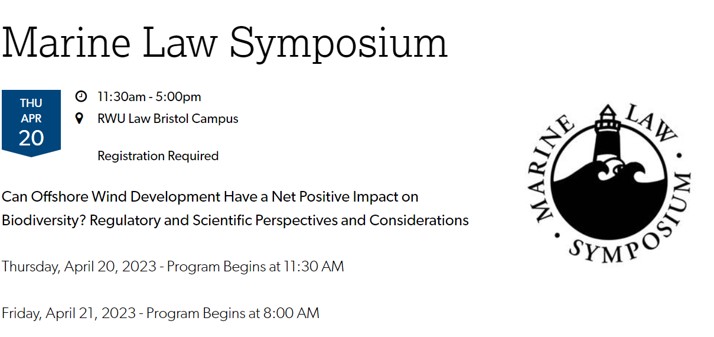 Marine Law Symposium
THU
APR
20
11:30am - 5:00pm
RWU Law Bristol Campus
Registration Required
MARINE LAW
• SYMPOSIUM •
Can Offshore Wind Development Have a Net Positive Impact on
Biodiversity? Regulatory and Scientific Perspectives and Considerations
Thursday, April 20, 2023 - Program Begins at 11:30 AM
Friday, April 21, 2023 - Program Begins at 8:00 AM